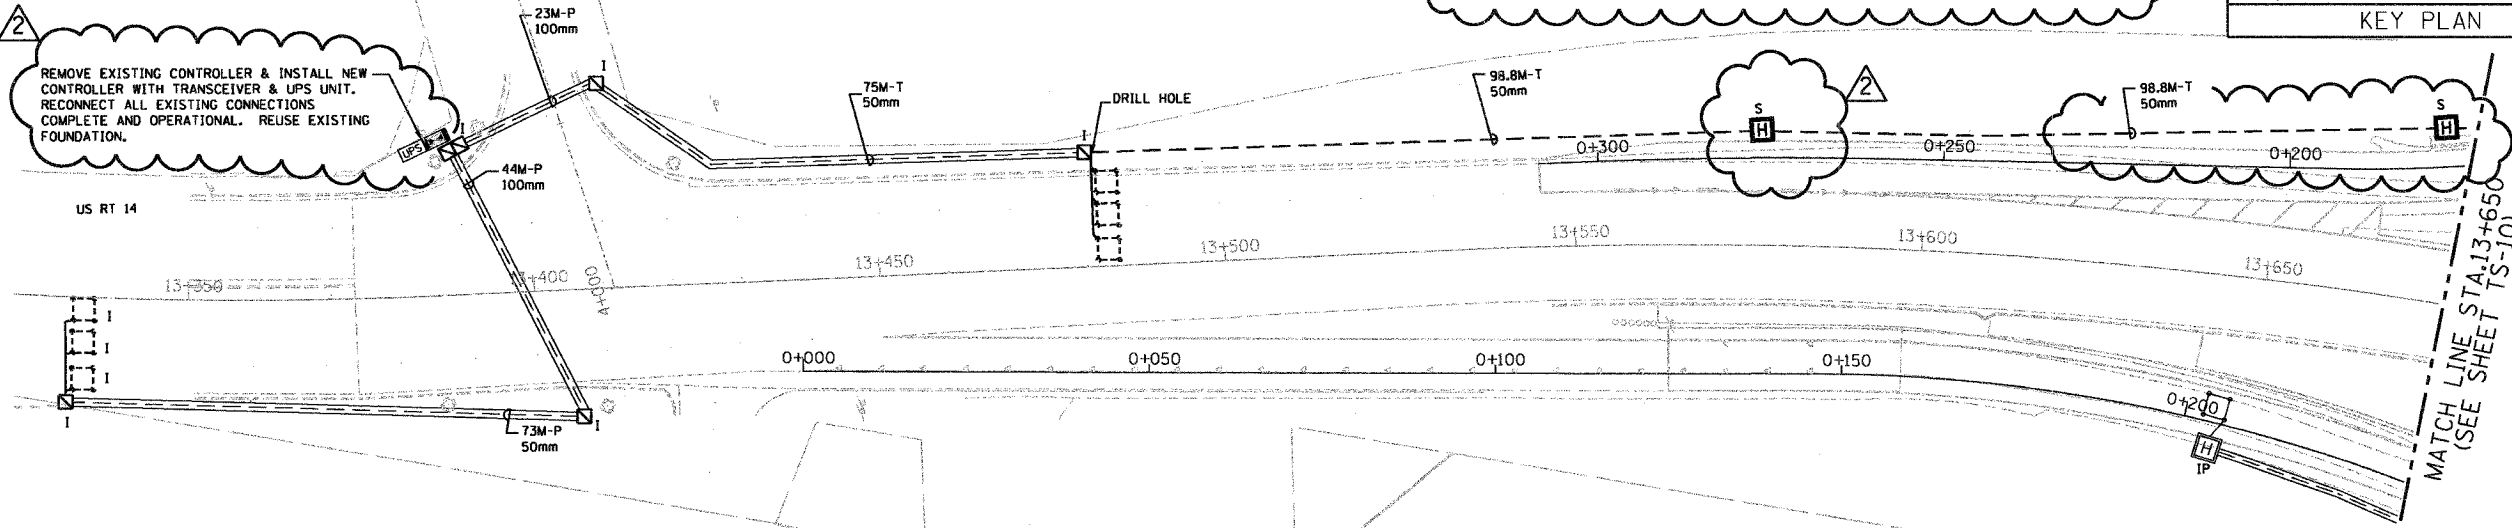 2
REMOVE EXISTING CONTROLLER & INSTALL NEW
CONTROLLER WITH TRANSCEIVER & UPS UNIT.
RECONNECT ALL EXISTING CONNECTIONS
COMPLETE AND OPERATIONAL. REUSE EXISTING
FOUNDATION.
UPS
I
23M-P
100mm
I
44M-P
100mm
75M-T
50mm
DRILL HOLE
I
98.8M-T
50mm
S
H
2
98.8M-T
50mm
S
H
KEY PLAN
0+300
0+250
0+200
US RT 14
13+350
13+400
A+000
13+450
13+500
13+550
13+600
13+650
I
I
I
I
73M-P
50mm
I
0+000
0+050
0+100
0+150
0+200
H
IP
MATCH LINE STA.13+650
(SEE SHEET TS-10)